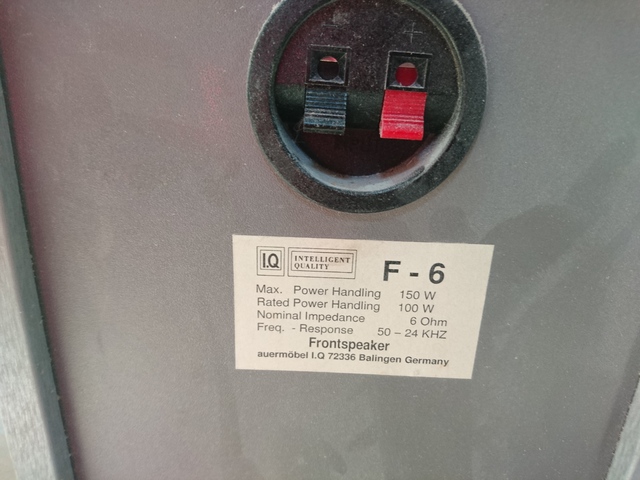 - +
I.Q INTELLIGENT
QUALITY
F - 6
Max. Power Handling 150 W
Rated Power Handling 100 W
Nominal Impedance 6 Ohm
Freq. - Response 50 – 24 KHZ
Frontspeaker
auermöbel I.Q 72336 Balingen Germany